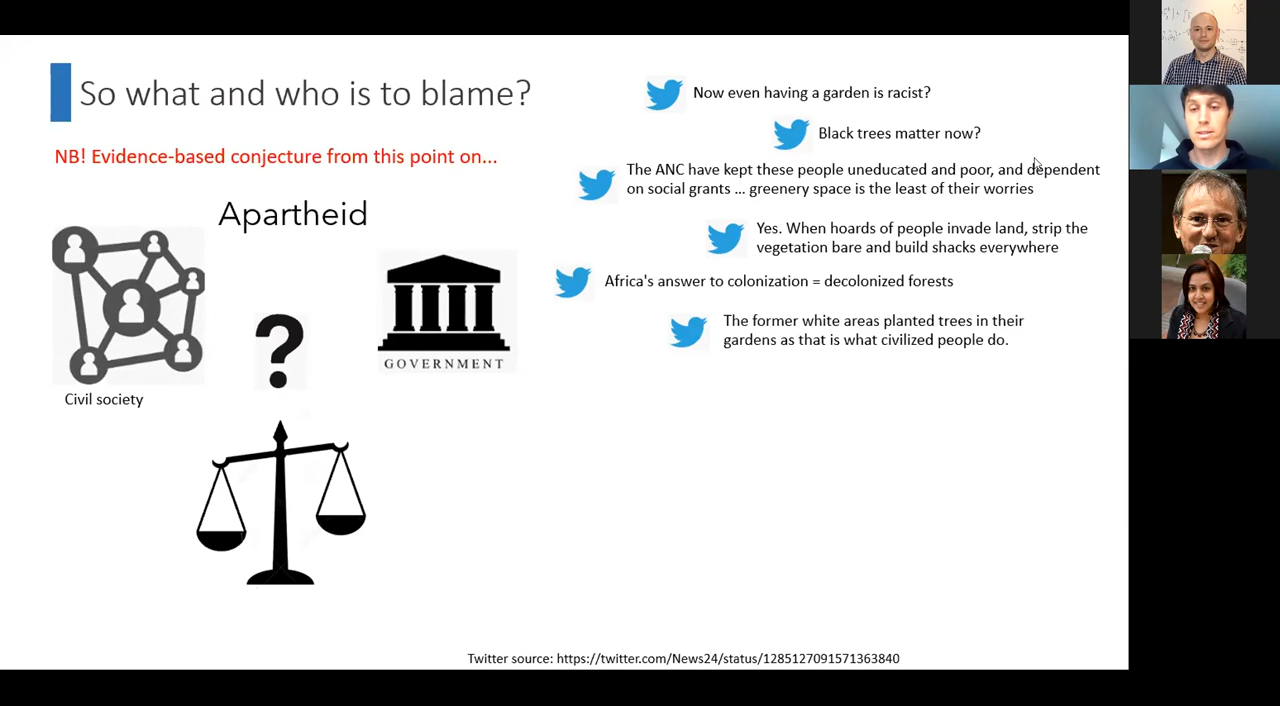 So what and who is to blame?
NB! Evidence-based conjecture from this point on...
Apartheid
GOVERNMENT
Civil society
Now even having a garden is racist?
Black trees matter now?
The ANC have kept these people uneducated and poor, and dependent
on social grants ... greenery space is the least of their worries
Yes. When hoards of people invade land, strip the
vegetation bare and build shacks everywhere
Africa's answer to colonization = decolonized forests
The former white areas planted trees in their
gardens as that is what civilized people do.
Twitter source: https://twitter.com/News24/status/1285127091571363840